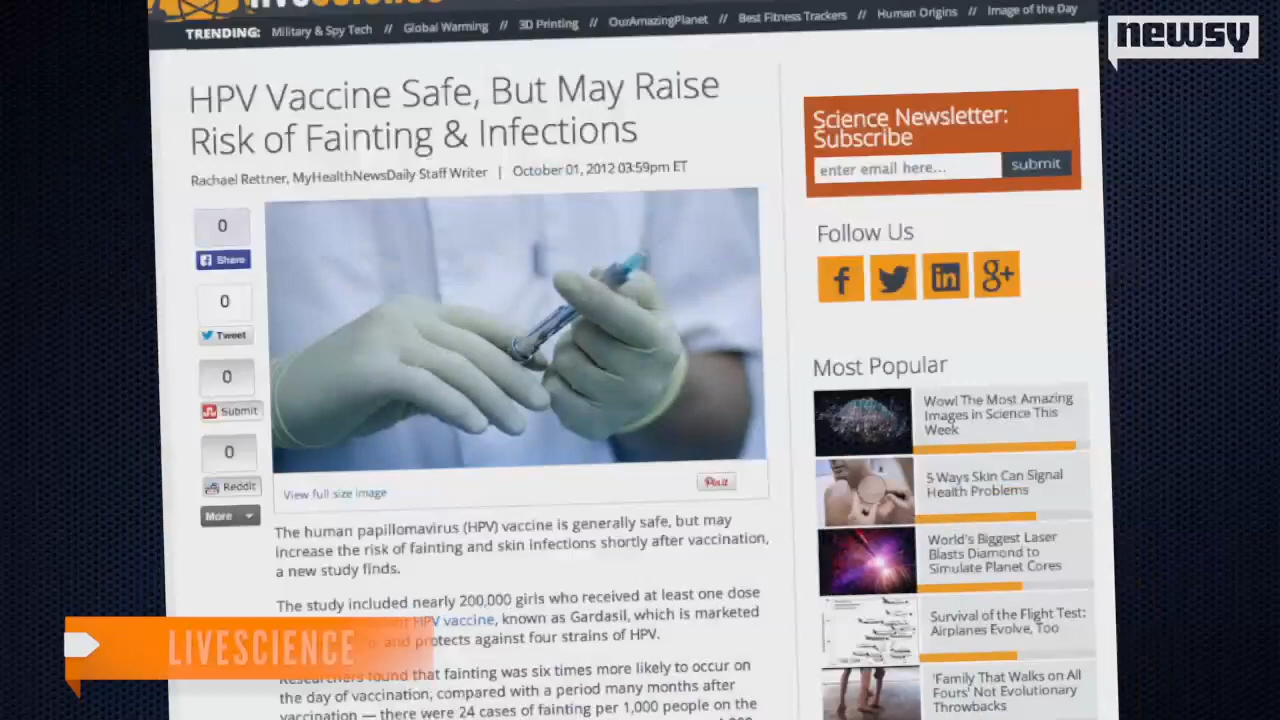 livescience
TRENDING: Military & Spy Tech // Global Warming // 3D Printing // OurAmazingPlanet // Best Fitness Trackers // Human Origins // Image of the Day
newsy
HPV Vaccine Safe, But May Raise
Risk of Fainting & Infections
Rachael Rettner, MyHealthNewsDaily Staff Writer | October 01, 2012 03:59pm ET
0
Share
0
Tweet
0
Submit
0
Reddit
More
View full size image
Pin it
The human papillomavirus (HPV) vaccine is generally safe, but may
increase the risk of fainting and skin infections shortly after vaccination,
a new study finds.
The study included nearly 200,000 girls who received at least one dose
HPV vaccine, known as Gardasil, which is marketed
and protects against four strains of HPV.
Researchers found that fainting was six times more likely to occur on
the day of vaccination, compared with a period many months after
vaccination — there were 24 cases of fainting per 1,000 people on the
LIVESCIENCE
Science Newsletter:
Subscribe
enter email here...
submit
Follow Us
f
in
g+
Most Popular
Wow! The Most Amazing
Images in Science This
Week
5 Ways Skin Can Signal
Health Problems
World's Biggest Laser
Blasts Diamond to
Simulate Planet Cores
Survival of the Flight Test:
Airplanes Evolve, Too
'Family That Walks on All
Fours' Not Evolutionary
Throwbacks